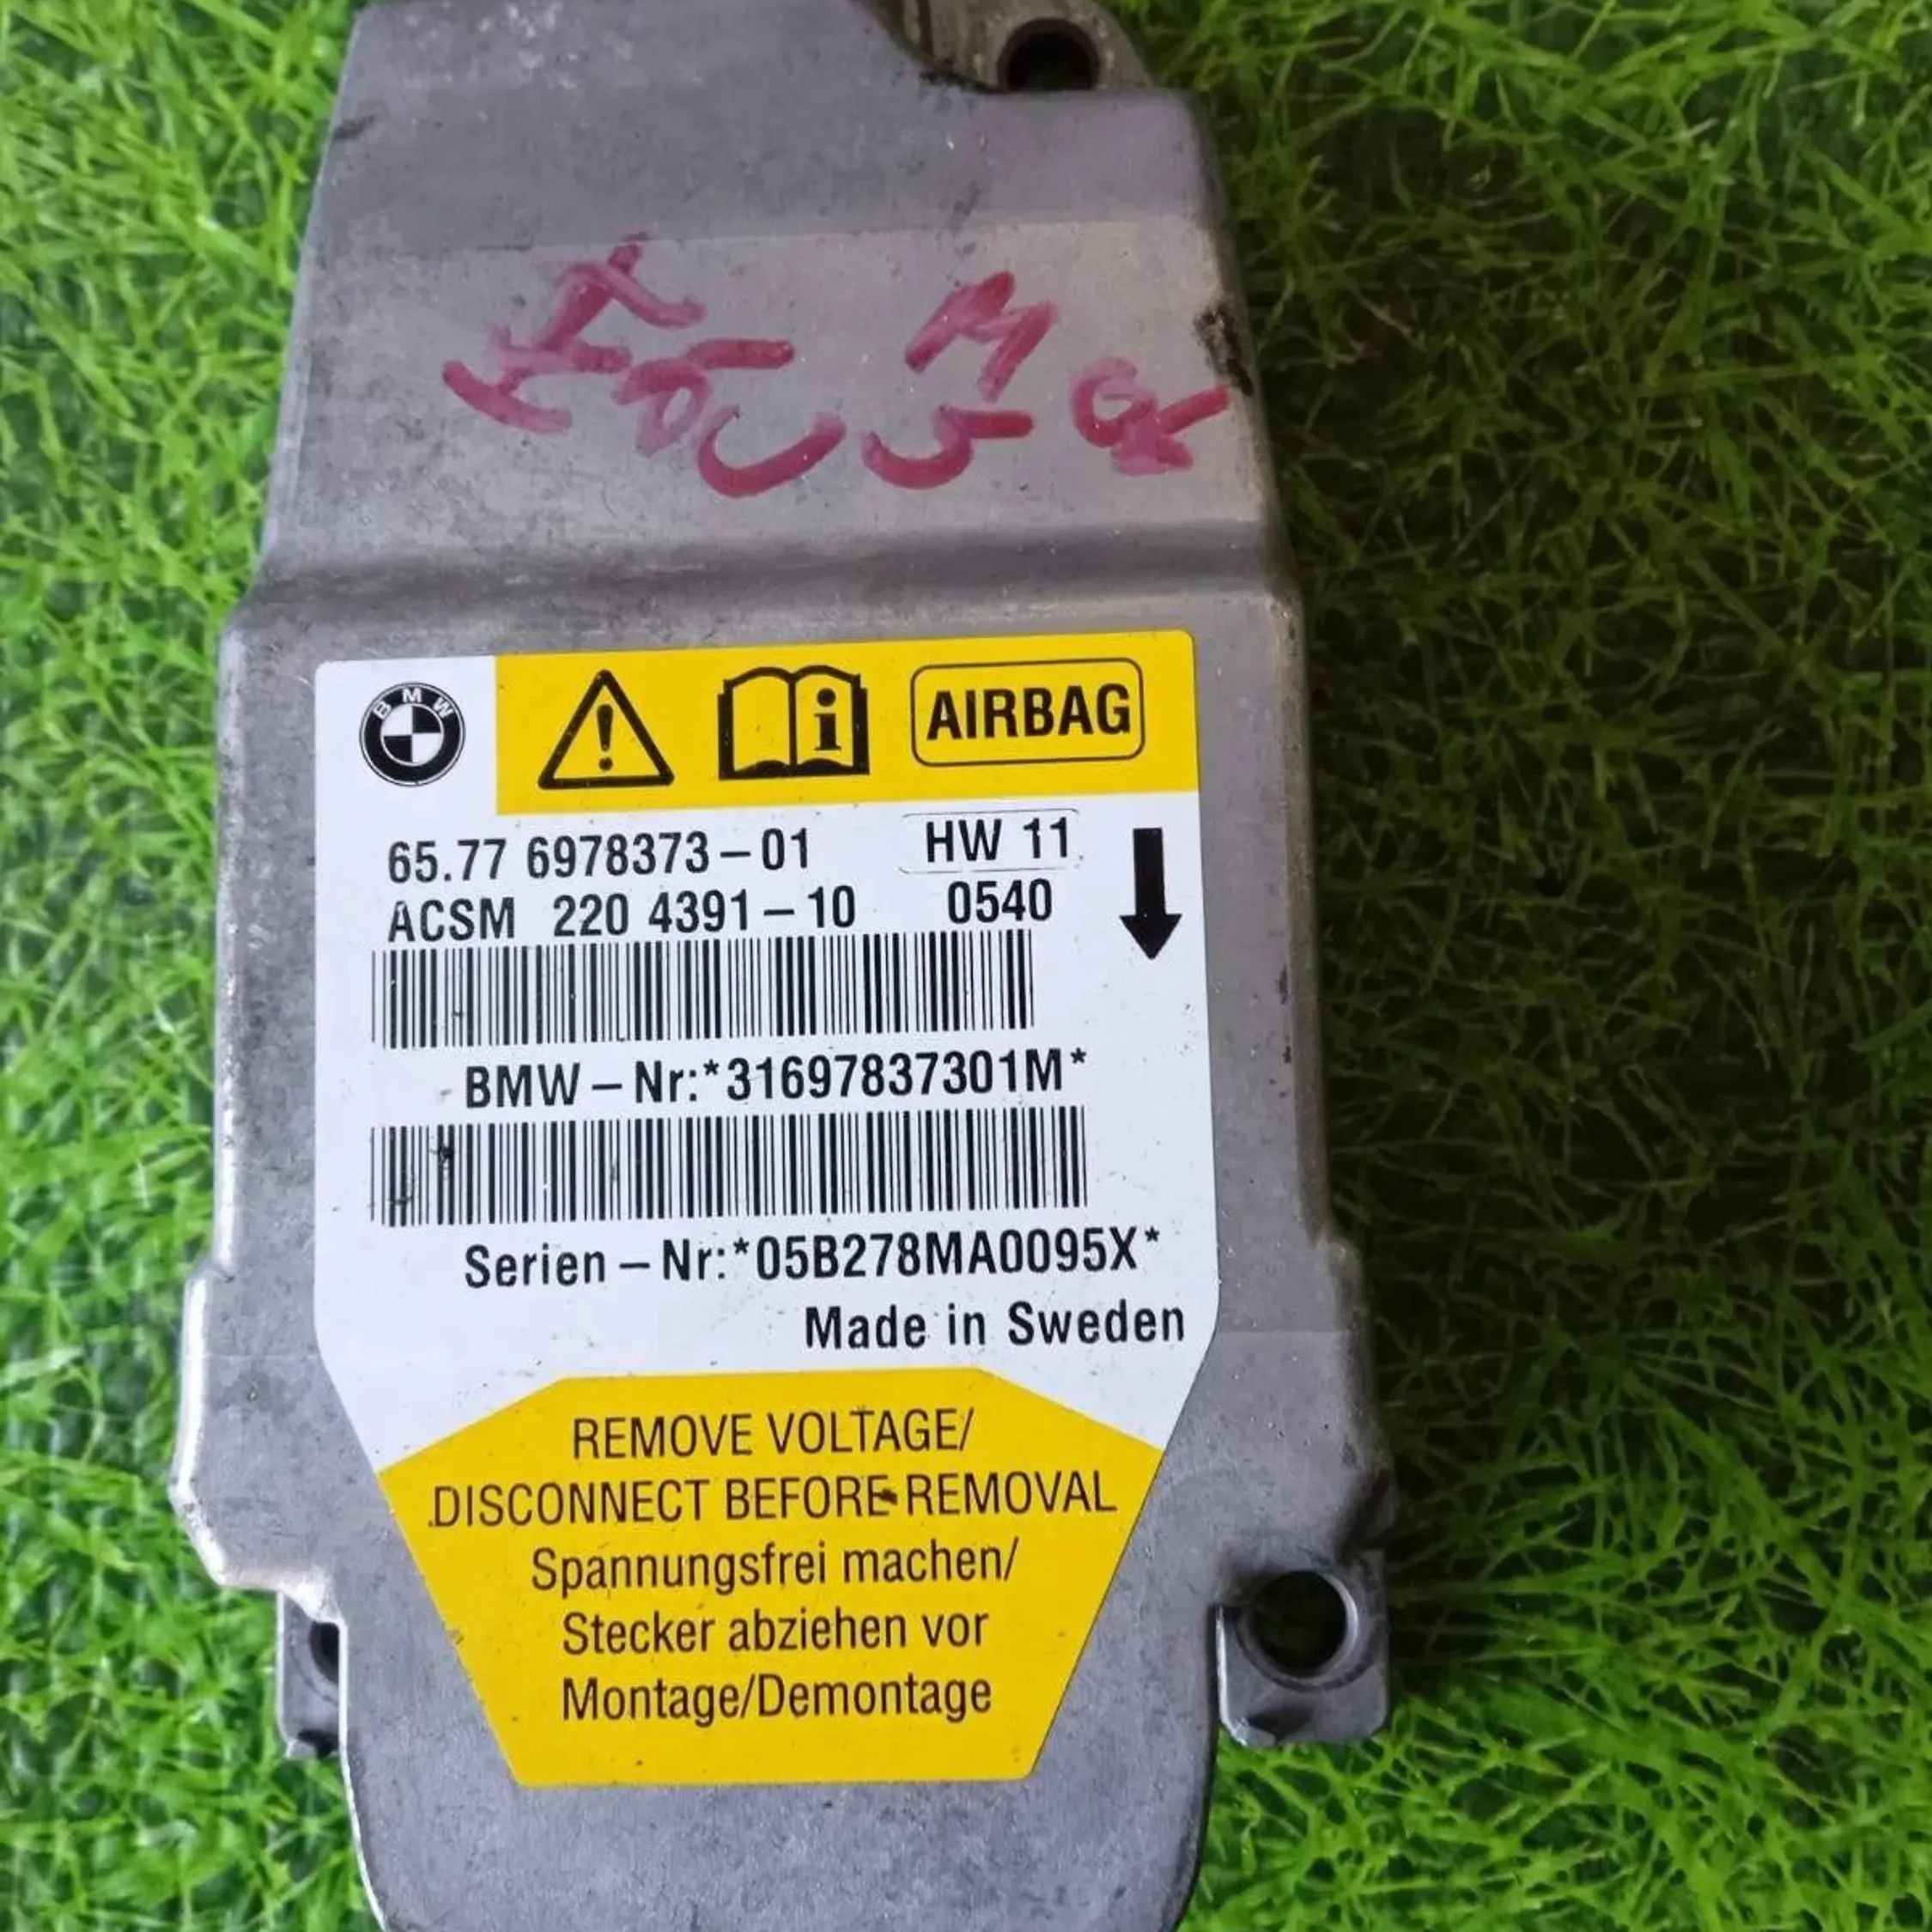 BMW
AIRBAG
65.77 6978373-01 HW 11
ACSM 220 4391-10 0540
BMW-Nr:*31697837301M*
Serien-Nr:*05B278MA0095X*
Made in Sweden
REMOVE VOLTAGE/
DISCONNECT BEFORE REMOVAL
Spannungsfrei machen/
Stecker abziehen vor
Montage/Demontage